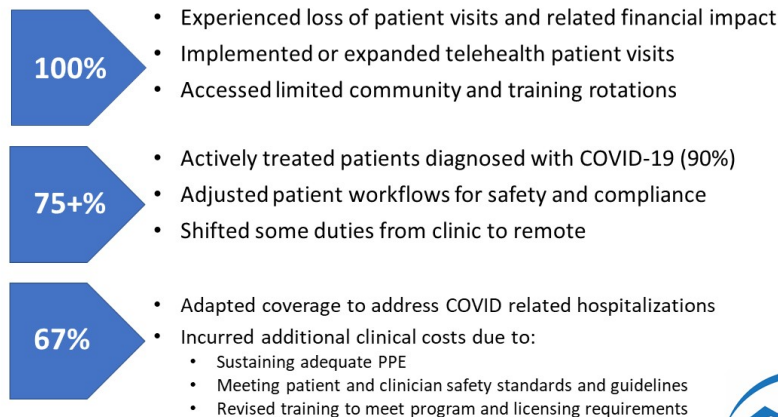 100%
• Experienced loss of patient visits and related financial impact
• Implemented or expanded telehealth patient visits
• Accessed limited community and training rotations
75+%
• Actively treated patients diagnosed with COVID-19 (90%)
• Adjusted patient workflows for safety and compliance
• Shifted some duties from clinic to remote
67%
• Adapted coverage to address COVID related hospitalizations
• Incurred additional clinical costs due to:
• Sustaining adequate PPE
• Meeting patient and clinician safety standards and guidelines
• Revised training to meet program and licensing requirements